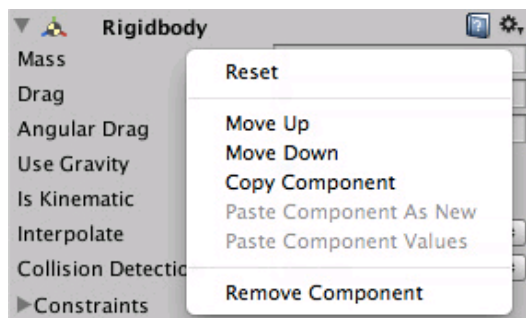 Rigidbody
Mass
Reset
Drag
Angular Drag
Move Up
Use Gravity
Move Down
Is Kinematic
Copy Component
Paste Component As New
Interpolate
Paste Component Values
Collision Detectio
Remove Component
Constraints